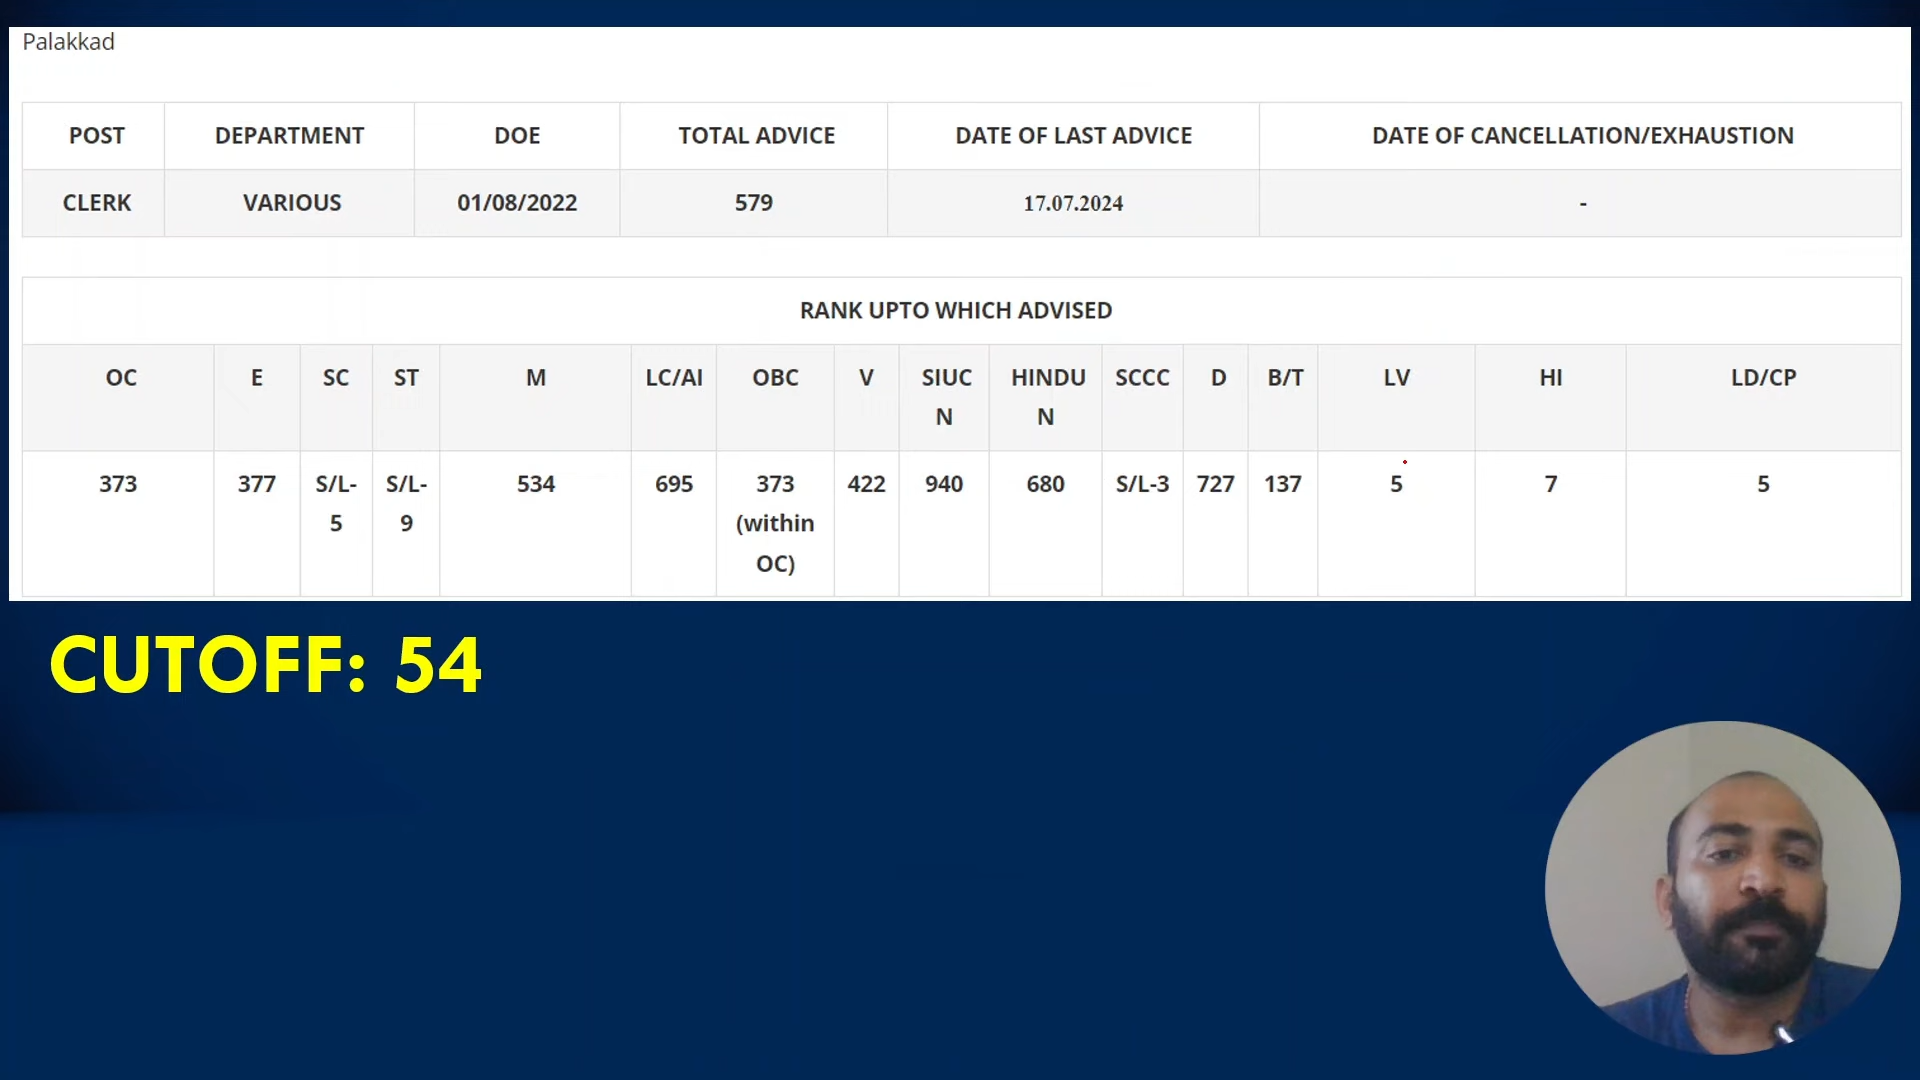 Palakkad
POST DEPARTMENT DOE TOTAL ADVICE DATE OF LAST ADVICE DATE OF CANCELLATION/EXHAUSTION
CLERK VARIOUS 01/08/2022 579 17.07.2024 -
RANK UPTO WHICH ADVISED
OC E SC ST M LC/AI OBC V SIUC HINDU SCCC D B/T LV HI LD/CP
N N
373 377 S/L- S/L- 534 695 373 422 940 680 S/L-3 727 137 5 7 5
5 9 (within
OC)
CUTOFF: 54